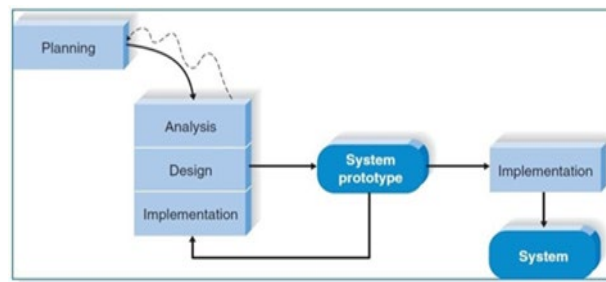 Planning
Analysis
Design
Implementation
System
prototype
Implementation
System